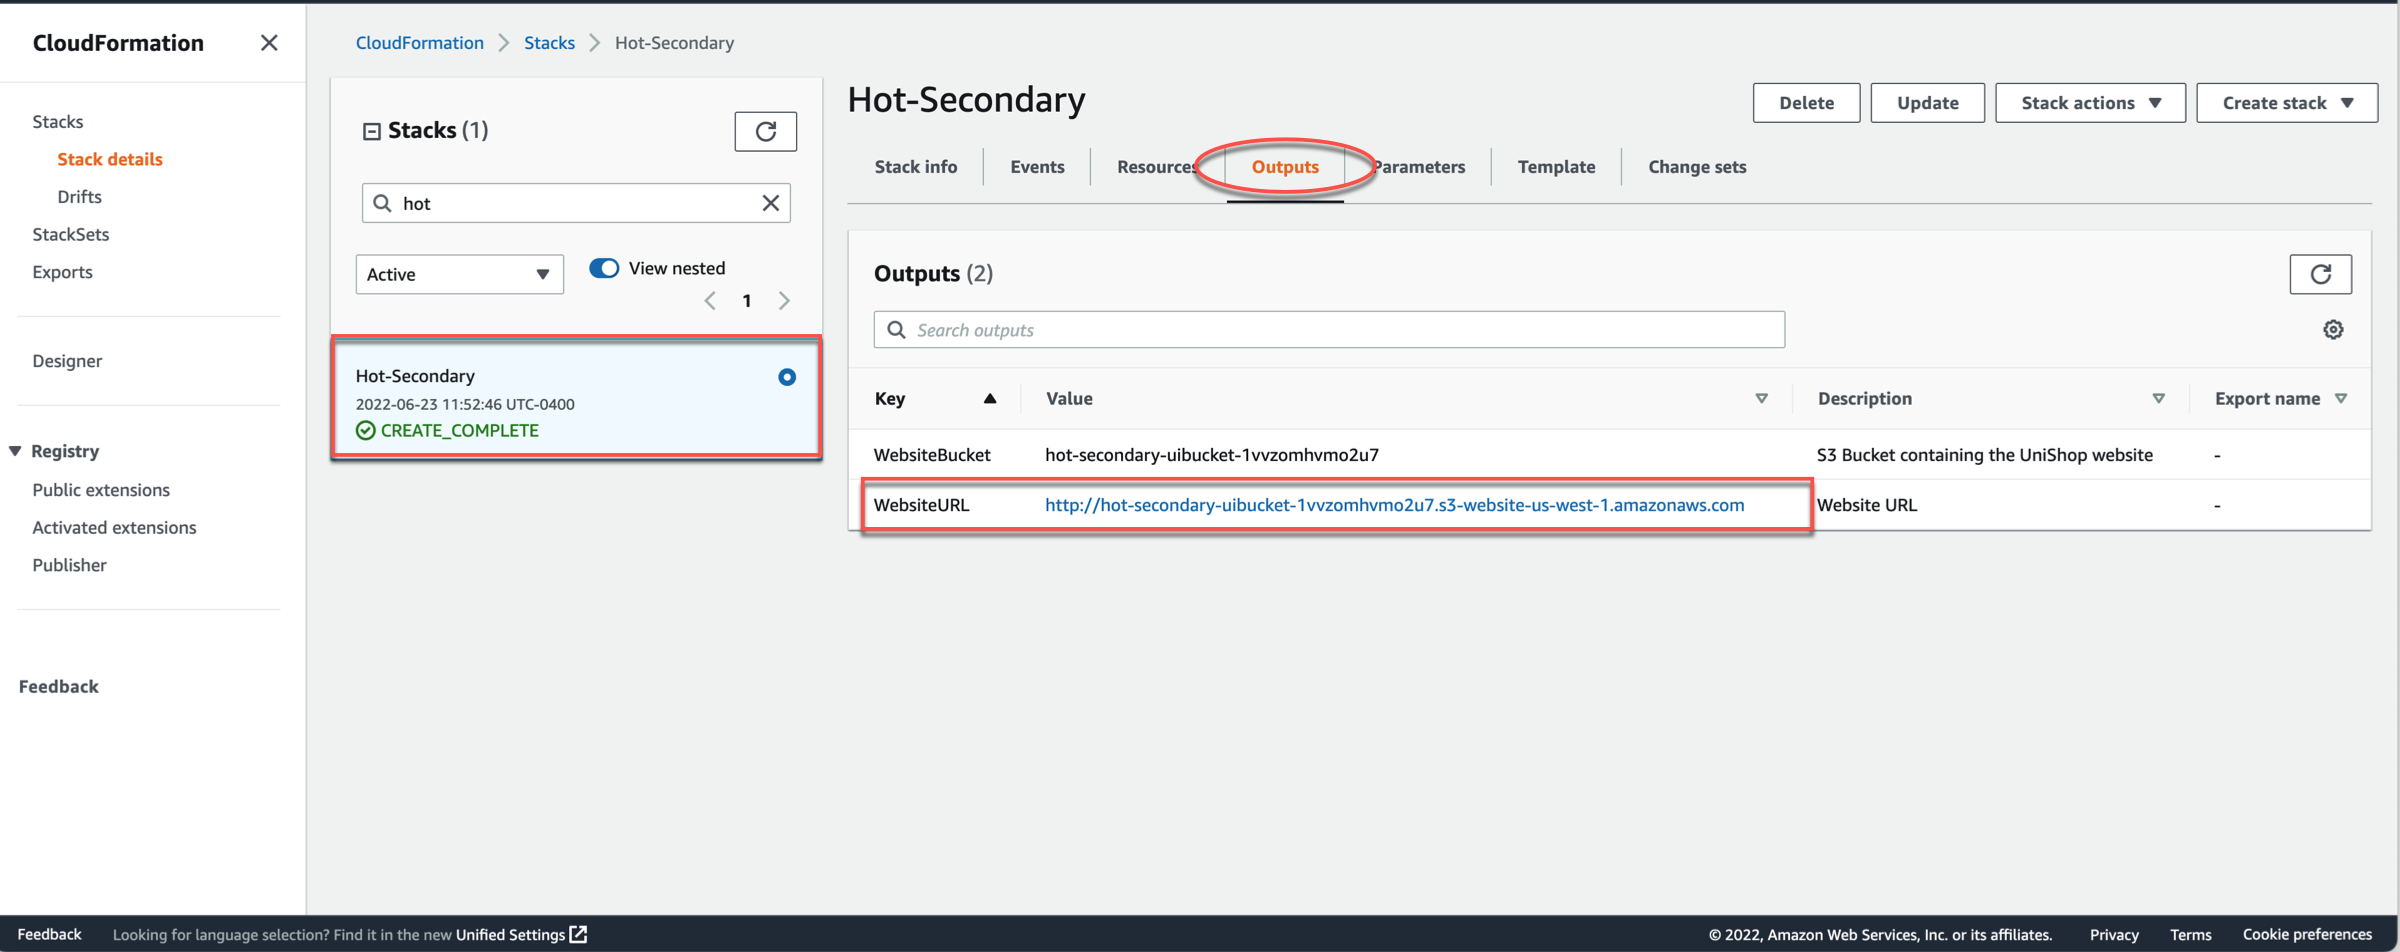 CloudFormation
Stacks
Stack details
Drifts
StackSets
Exports
Designer
Registry
Public extensions
Activated extensions
Publisher
Feedback
CloudFormation Stacks Hot-Secondary
Stacks (1)
hot
Active
View nested
1
Hot-Secondary
2022-06-23 11:52:46 UTC-0400
CREATE_COMPLETE
Hot-Secondary
Delete Update Stack actions Create stack
Stack info Events Resources Outputs Parameters Template Change sets
Outputs (2)
Search outputs
Key Value Description Export name
WebsiteBucket hot-secondary-uibucket-1vvzomhvmo2u7 S3 Bucket containing the UniShop website -
WebsiteURL http://hot-secondary-uibucket-1vvzomhvmo2u7.s3-website-us-west-1.amazonaws.com Website URL -
Feedback Looking for language selection? Find it in the new Unified Settings © 2022, Amazon Web Services, Inc. or its affiliates. Privacy Terms Cookie preferences